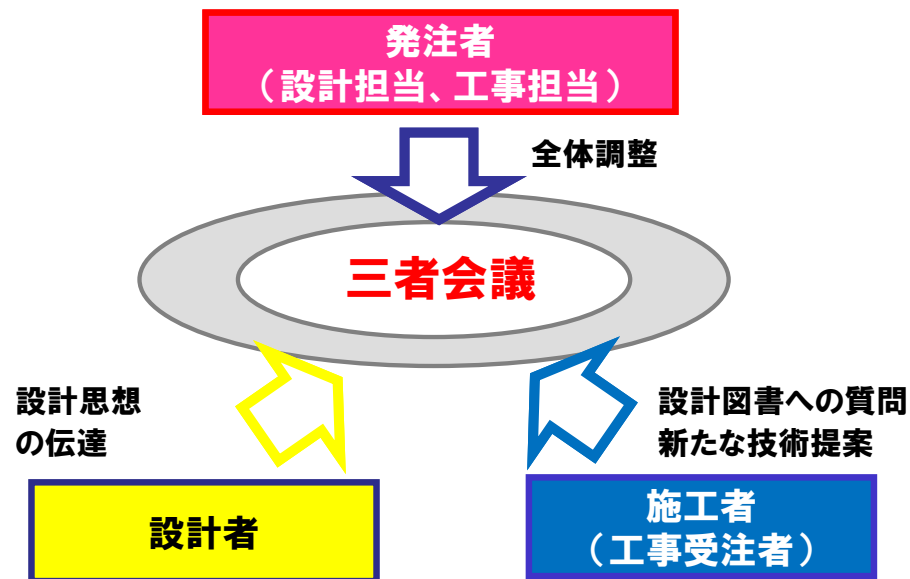 発注者
（設計担当、工事担当）
全体調整
三者会議
設計思想
の伝達
設計図書への質問
新たな技術提案
設計者
施工者
（工事受注者）